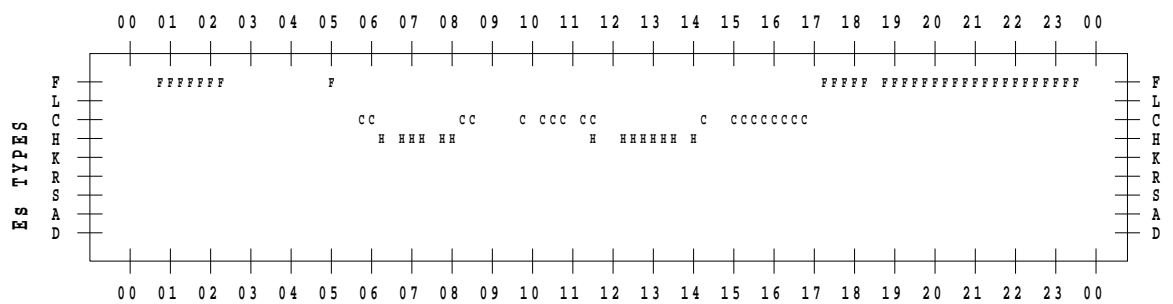 00 01 02 03 04 05 06 07 08 09 10 11 12 13 14 15 16 17 18 19 20 21 22 23 00
F FFFFFFF F FFFFF FFFFFFFFFFFFFFFFFFFF F
L L
C CC CC C CCC CC C CCCCCCCC C
H H HHH HH H HHHHHH H H
K K
R R
S S
A A
D D
Es TYPES
00 01 02 03 04 05 06 07 08 09 10 11 12 13 14 15 16 17 18 19 20 21 22 23 00